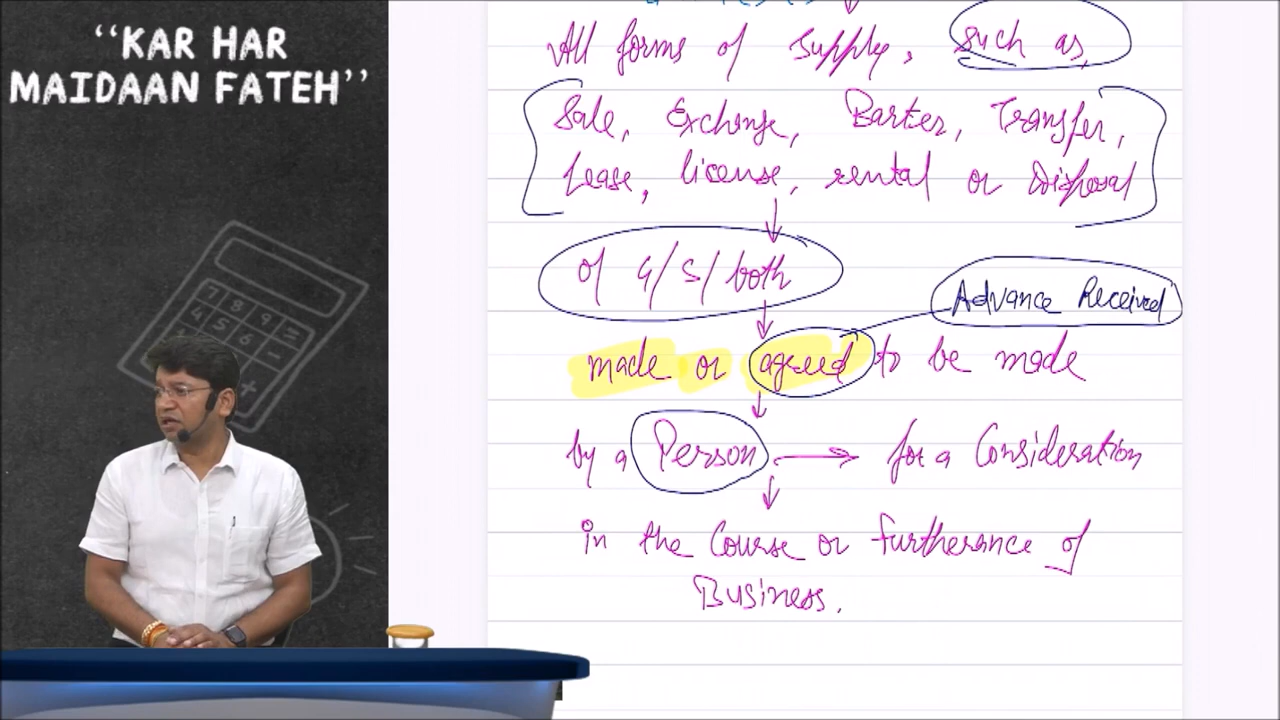 “KAR HAR
MAIDAAN FATEH”
All forms of supply, such as,
Sale, Exchange, Barter, Transfer,
Lease, license, rental or Disposal
of G/S/both
Advance Received
made or agreed to be made
by a Person → for a Consideration
in the Course or furtherance of
Business.